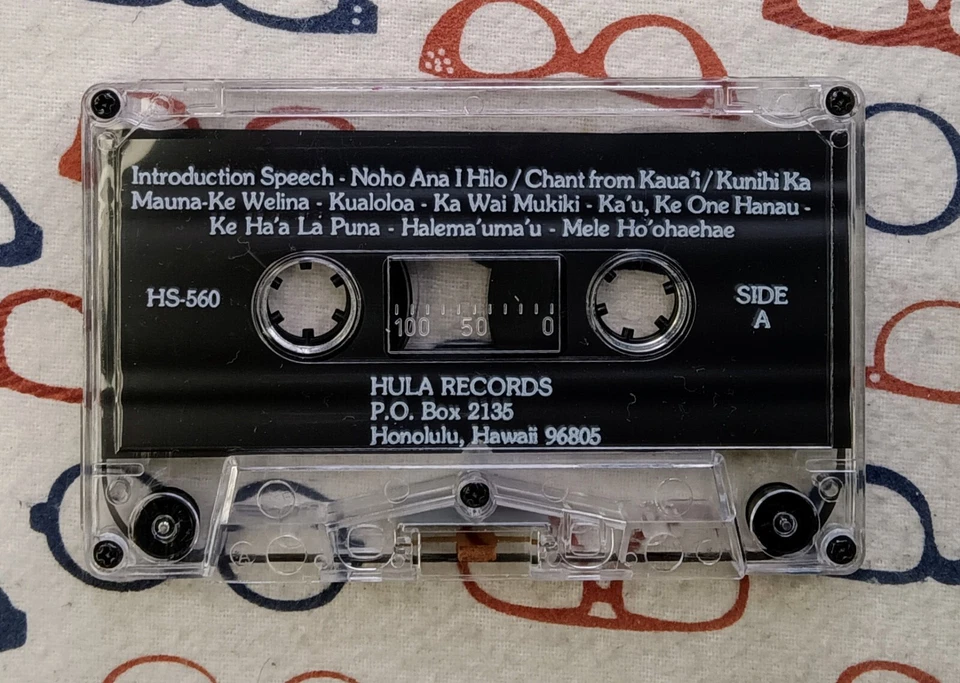 Introduction Speech - Noho Ana I Hilo / Chant from Kaua'i / Kunihi Ka
Mauna-Ke Welina - Kualoloa - Ka Wai Mukiki - Ka'u, Ke One Hanau -
Ke Ha'a La Puna - Halema'uma'u - Mele Ho'ohaehae
HS-560
100 50 0
SIDE
A
HULA RECORDS
P.O. Box 2135
Honolulu, Hawaii 96805